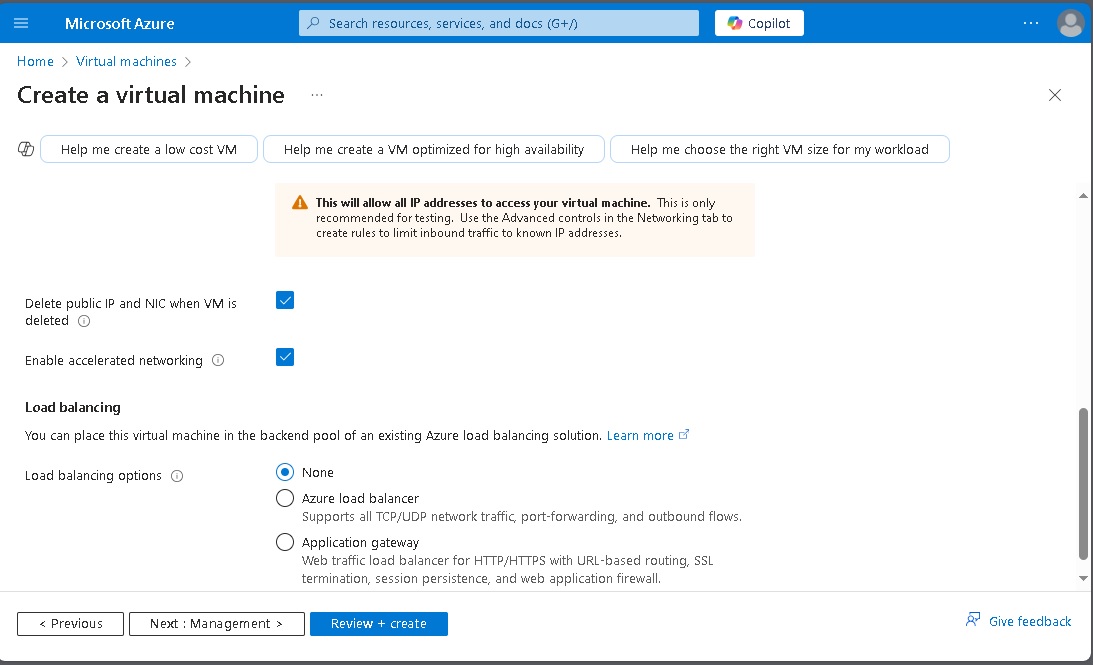 Microsoft Azure
Search resources, services, and docs (G+/)
Copilot
Home > Virtual machines >
Create a virtual machine
Help me create a low cost VM
Help me create a VM optimized for high availability
Help me choose the right VM size for my workload
This will allow all IP addresses to access your virtual machine. This is only
recommended for testing. Use the Advanced controls in the Networking tab to
create rules to limit inbound traffic to known IP addresses.
Delete public IP and NIC when VM is
deleted
Enable accelerated networking
Load balancing
You can place this virtual machine in the backend pool of an existing Azure load balancing solution. Learn more
Load balancing options
None
Azure load balancer
Supports all TCP/UDP network traffic, port-forwarding, and outbound flows.
Application gateway
Web traffic load balancer for HTTP/HTTPS with URL-based routing, SSL
termination, session persistence, and web application firewall.
< Previous
Next : Management >
Review + create
Give feedback